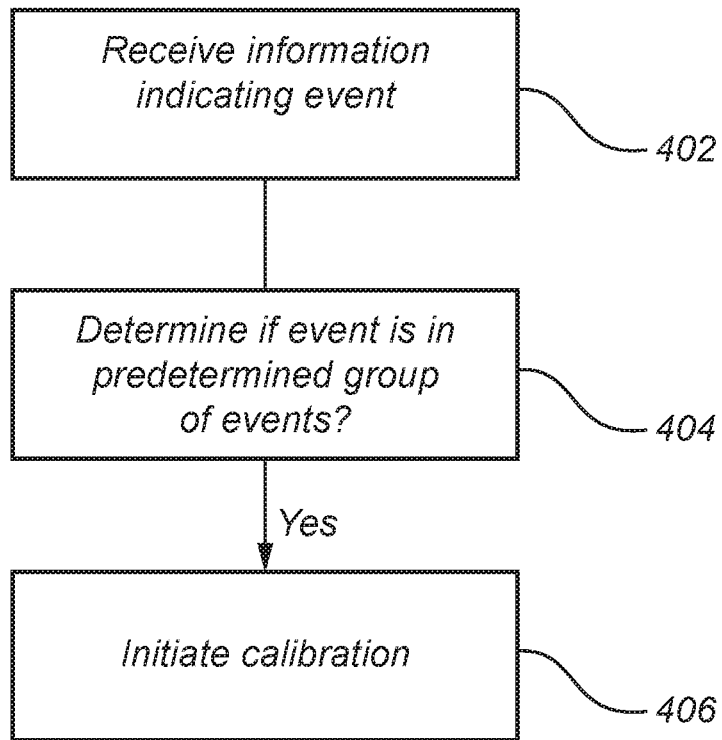 Receive information
indicating event
402
Determine if event is in
predetermined group
of events?
404
Yes
Initiate calibration
406